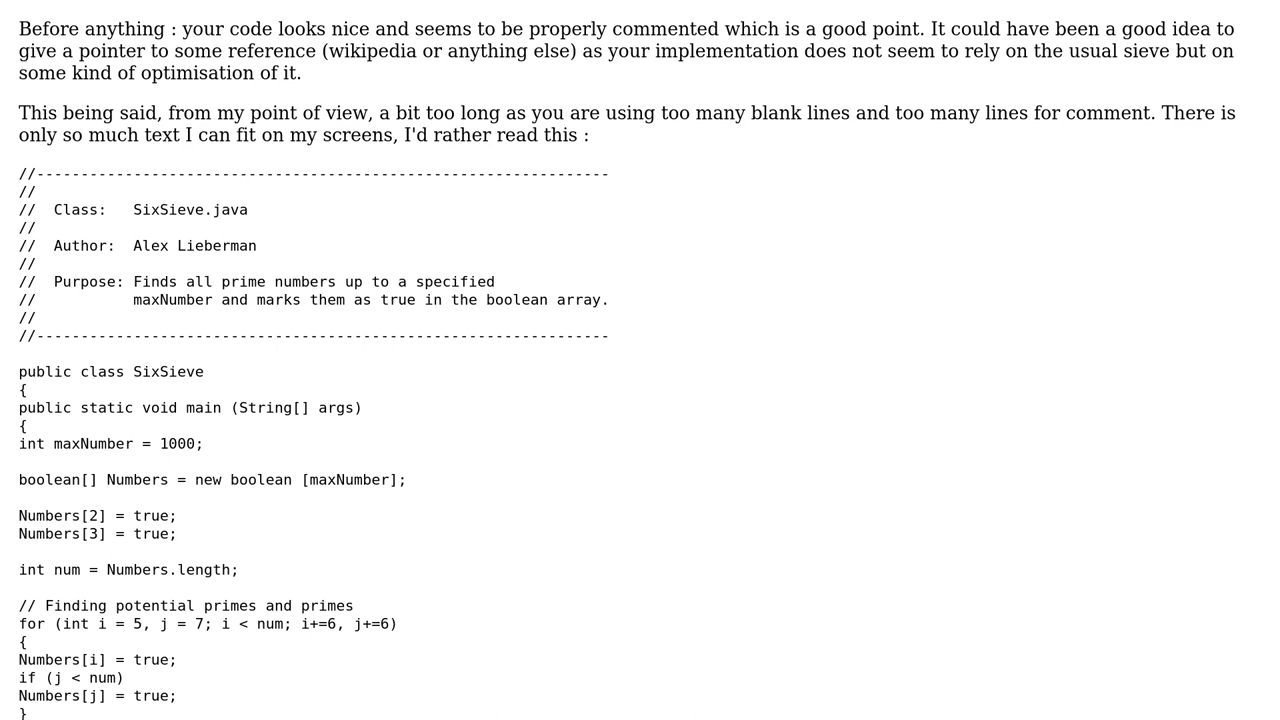 Before anything : your code looks nice and seems to be properly commented which is a good point. It could have been a good idea to
give a pointer to some reference (wikipedia or anything else) as your implementation does not seem to rely on the usual sieve but on
some kind of optimisation of it.
This being said, from my point of view, a bit too long as you are using too many blank lines and too many lines for comment. There is
only so much text I can fit on my screens, I'd rather read this :
//-----------------------------------------------------------------
//
//  Class:   SixSieve.java
//
//  Author:  Alex Lieberman
//
//  Purpose: Finds all prime numbers up to a specified
//           maxNumber and marks them as true in the boolean array.
//
//-----------------------------------------------------------------
public class SixSieve
{
public static void main (String[] args)
{
int maxNumber = 1000;
boolean[] Numbers = new boolean [maxNumber];
Numbers[2] = true;
Numbers[3] = true;
int num = Numbers.length;
// Finding potential primes and primes
for (int i = 5, j = 7; i < num; i+=6, j+=6)
{
Numbers[i] = true;
if (j < num)
Numbers[j] = true;
}